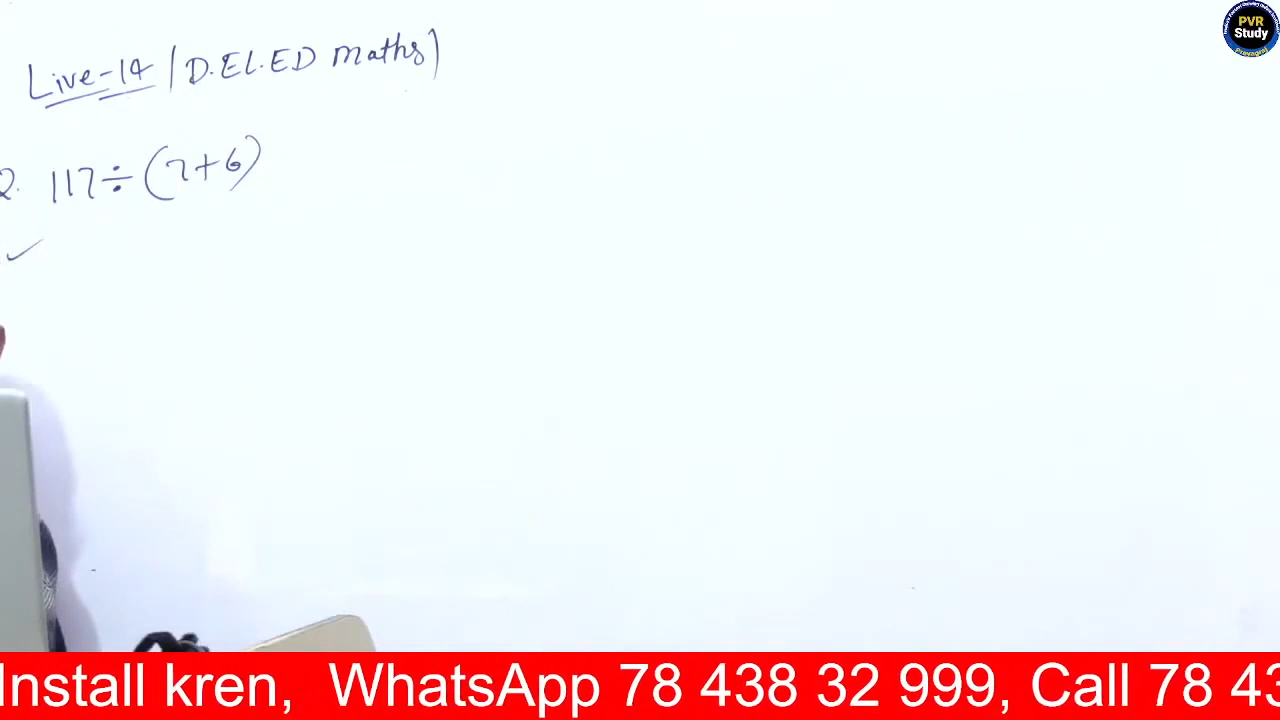 Live-14 (D.EL.ED Maths)
Q. 117÷(7+6)
PVR
Study
Prayagraj
Install kren, WhatsApp 78 438 32 999, Call 78 43